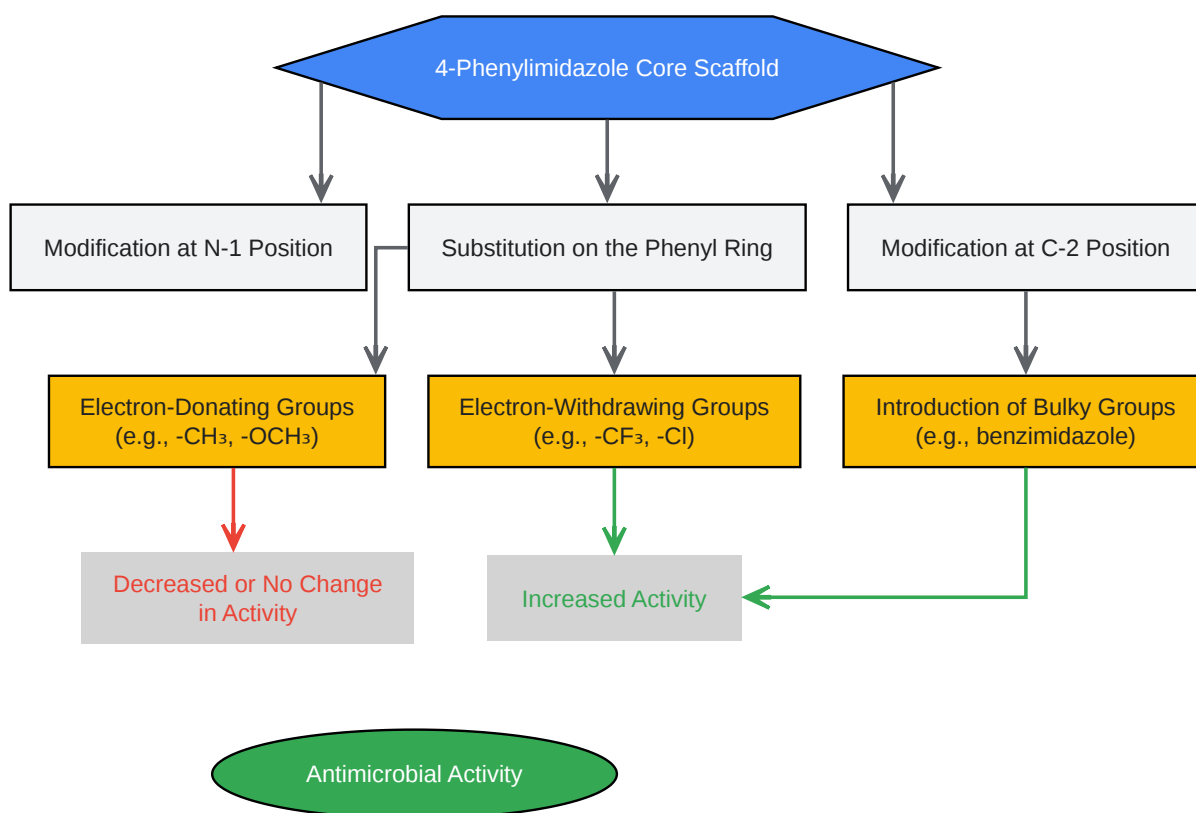 4-Phenylimidazole Core Scaffold
Modification at N-1 Position
Substitution on the Phenyl Ring
Modification at C-2 Position
Electron-Donating Groups
(e.g., -CH₃, -OCH₃)
Electron-Withdrawing Groups
(e.g., -CF₃, -Cl)
Introduction of Bulky Groups
(e.g., benzimidazole)
Decreased or No Change
in Activity
Increased Activity
Antimicrobial Activity